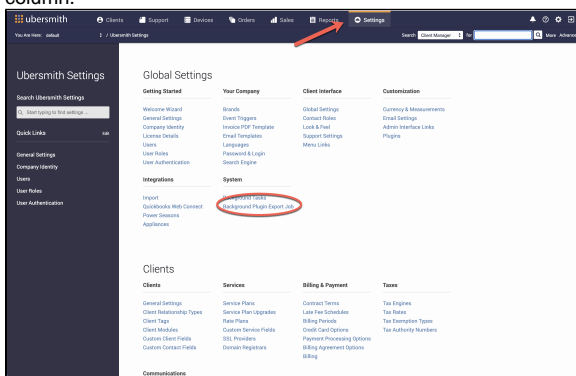 column.
ubersmith
Clients
Support
Devices
Orders
Sales
Reports
Settings
You Are Here: default
/ Ubersmith Settings
Search
Client Manager
for
More
Advanced
Ubersmith Settings
Search Ubersmith Settings
Start typing to find settings ...
Quick Links
Edit
General Settings
Company Identity
Users
User Roles
User Authentication
Global Settings
Getting Started
Welcome Wizard
General Settings
Company Identity
License Details
Users
User Roles
User Authentication
Your Company
Brands
Event Triggers
Invoice PDF Template
Email Templates
Languages
Password & Login
Search Engine
Client Interface
Global Settings
Contact Roles
Look & Feel
Support Settings
Menu Links
Customization
Currency & Measurements
Email Settings
Admin Interface Links
Plugins
Integrations
Import
Quickbooks Web Connect
Power Seasons
Appliances
System
Background Tasks
Background Plugin Export Job
Clients
Clients
General Settings
Client Relationship Types
Client Tags
Client Modules
Custom Client Fields
Custom Contact Fields
Services
Service Plans
Service Plan Upgrades
Rate Plans
Custom Service Fields
SSL Providers
Domain Registrars
Billing & Payment
Contract Terms
Late Fee Schedules
Billing Periods
Credit Card Options
Payment Processing Options
Billing Agreement Options
Billing
Taxes
Tax Engines
Tax Rates
Tax Exemption Types
Tax Authority Numbers
Communications